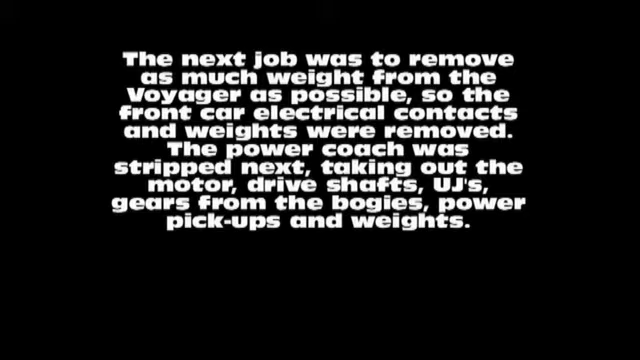 The next job was to remove
as much weight from the
Voyager as possible, so the
front car electrical contacts
and weights were removed.
The power coach was
stripped next, taking out the
motor, drive shafts, UJ's,
gears from the bogies, power
pick-ups and weights.